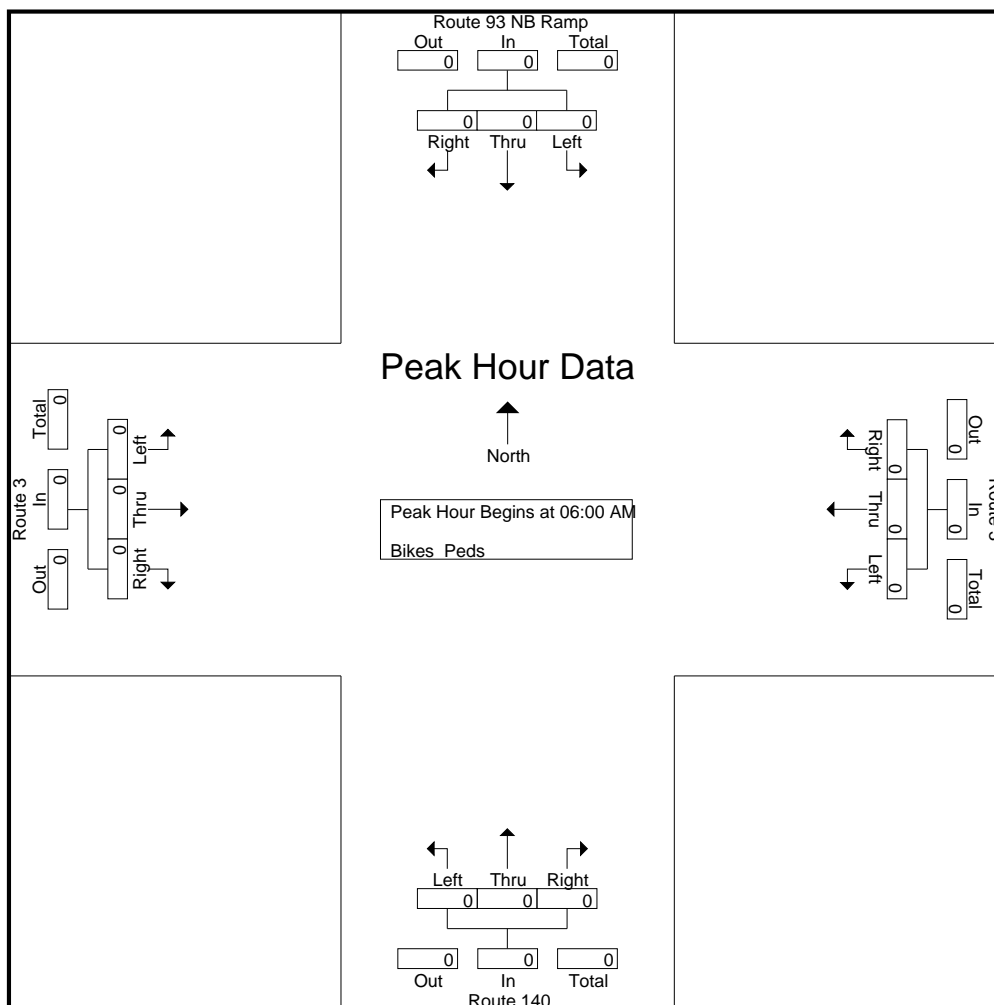 Route 93 NB Ramp
Out In Total
0 0 0
0 0 0
Right Thru Left
Peak Hour Data
North
Peak Hour Begins at 06:00 AM
Bikes Peds
Route 3
Total In Out
0 0 0
0 0 0
Left Thru Right
Right Thru Left
0 0 0
0 0 0
Out In Total
Left Thru Right
0 0 0
0 0 0
Out In Total
Route 140